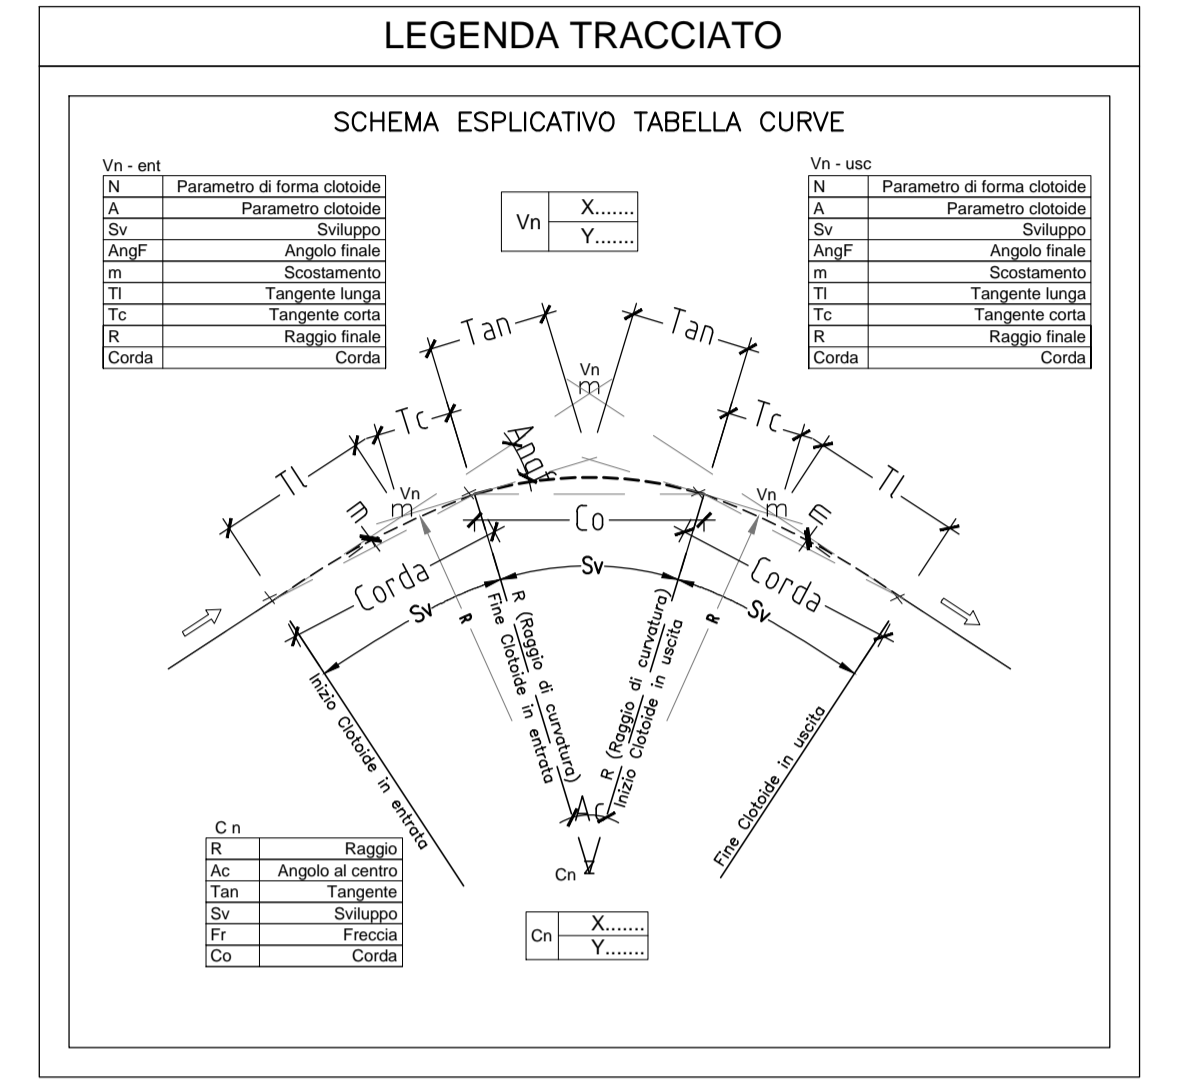 LEGENDA TRACCIATO
SCHEMA ESPLICATIVO TABELLA CURVE
Vn - ent
N Parametro di forma clotoide
A Parametro clotoide
Sv Sviluppo
AngF Angolo finale
m Scostamento
Tl Tangente lunga
Tc Tangente corta
R Raggio finale
Corda Corda
Vn X.......
Y.......
Vn - usc
N Parametro di forma clotoide
A Parametro clotoide
Sv Sviluppo
AngF Angolo finale
m Scostamento
Tl Tangente lunga
Tc Tangente corta
R Raggio finale
Corda Corda
Tan
Tan
Vn
m
Tc
Tc
AngF
Tl
Tl
m
Vn
m
Vn
m
m
Co
Corda
Corda
Sv
Sv
Sv
R
R
R (Raggio di curvatura)
Fine Clotoide in entrata
R (Raggio di curvatura)
Inizio Clotoide in uscita
Inizio Clotoide in entrata
Fine Clotoide in uscita
Ac
Cn
C n
R Raggio
Ac Angolo al centro
Tan Tangente
Sv Sviluppo
Fr Freccia
Co Corda
Cn X.......
Y.......